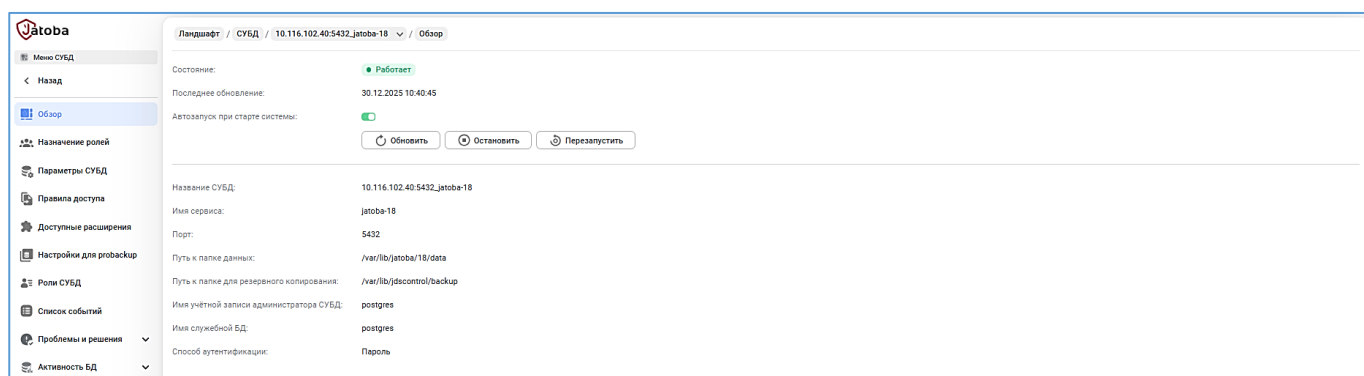 Jatoba
Меню СУБД
Назад
Обзор
Назначение ролей
Параметры СУБД
Правила доступа
Доступные расширения
Настройки для probackup
Роли СУБД
Список событий
Проблемы и решения
Активность БД
Ландшафт / СУБД / 10.116.102.40:5432_jatoba-18 / Обзор
Состояние: Работает
Последнее обновление: 30.12.2025 10:40:45
Автозапуск при старте системы:
Обновить Остановить Перезапустить
Название СУБД: 10.116.102.40:5432_jatoba-18
Имя сервиса: jatoba-18
Порт: 5432
Путь к папке данных: /var/lib/jatoba/18/data
Путь к папке для резервного копирования: /var/lib/jdscontrol/backup
Имя учётной записи администратора СУБД: postgres
Имя служебной БД: postgres
Способ аутентификации: Пароль